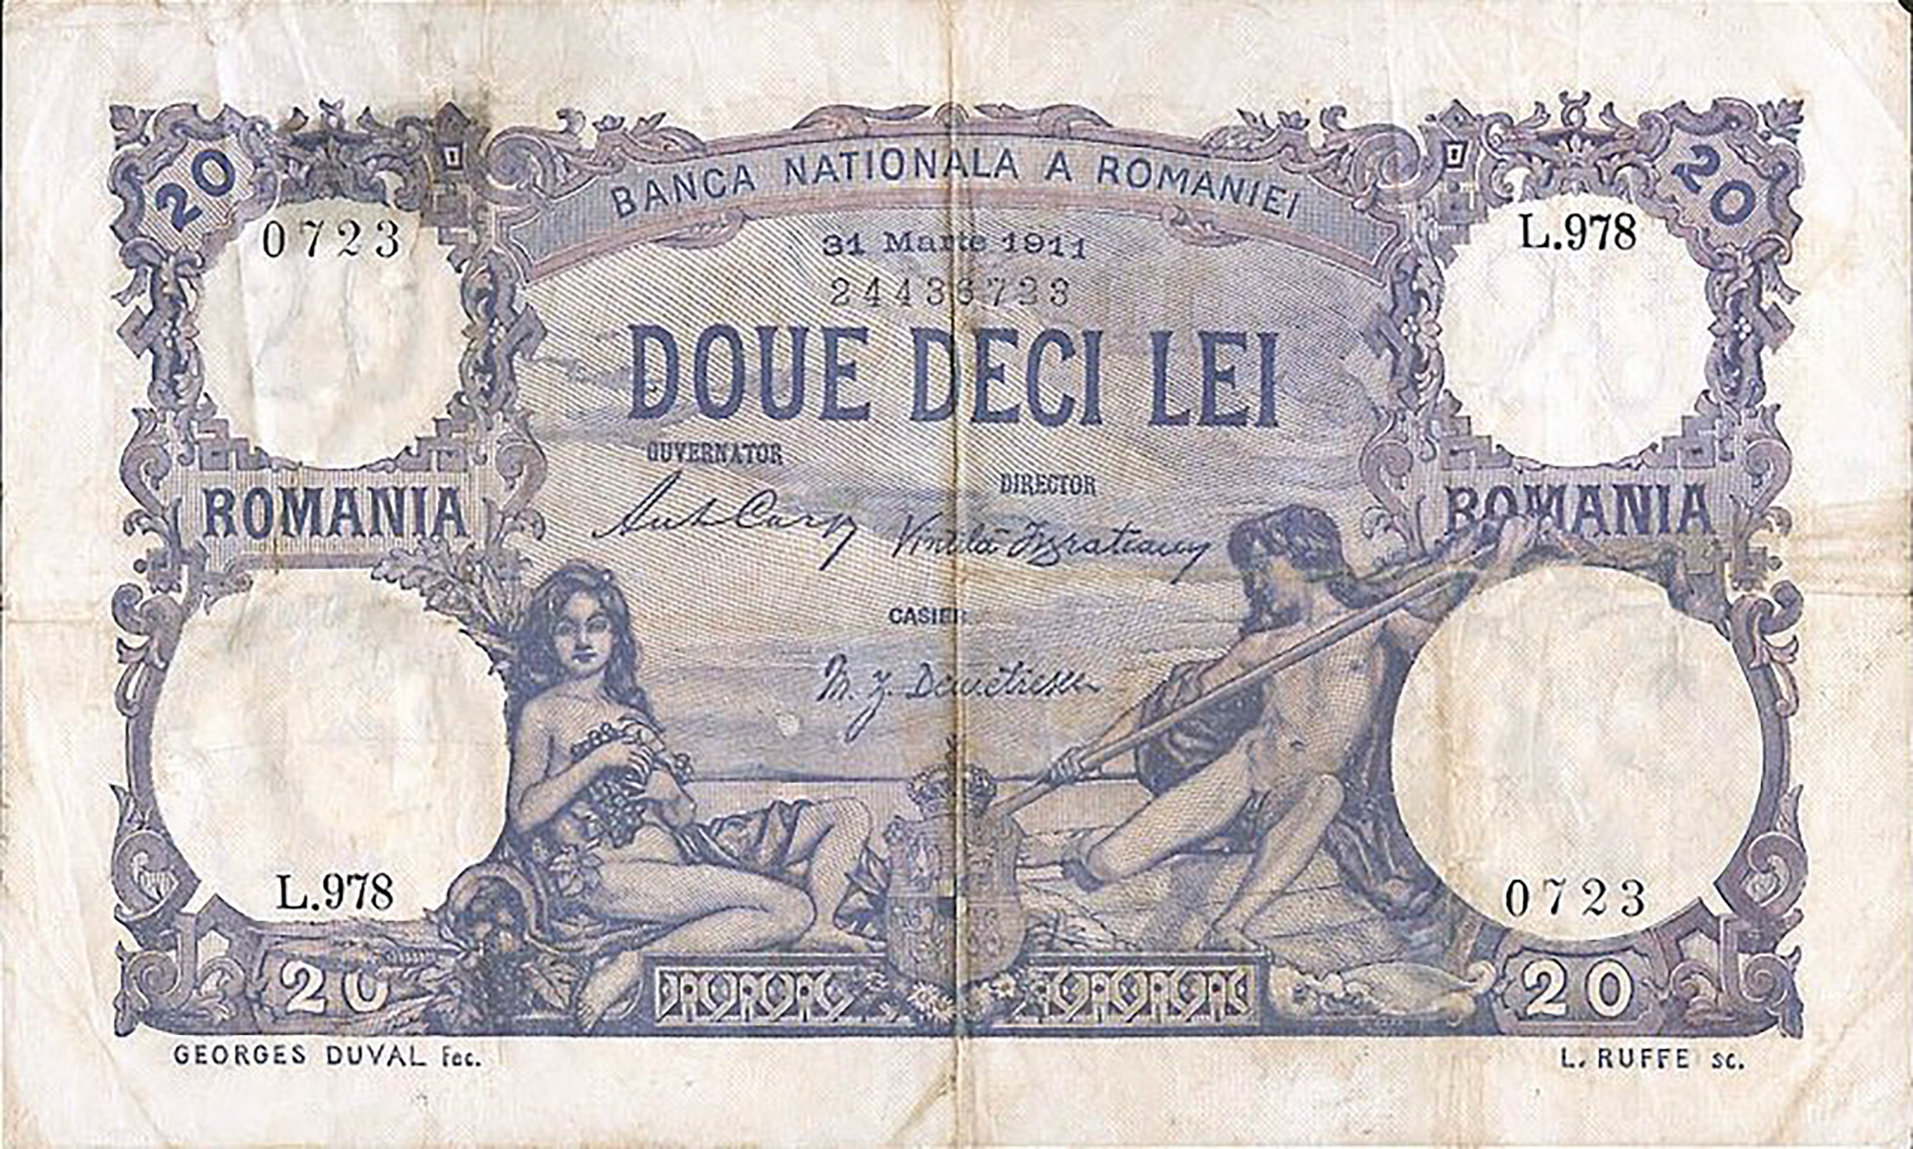 20
20
BANCA NATIONALA A ROMANIEI
0723
L.978
31 Marte 1911
24436723
DOUE DECI LEI
GUVERNATOR
DIRECTOR
ROMANIA
ROMANIA
CASIER
L.978
0723
20
20
GEORGES DUVAL Fec.
L. RUFFE sc.